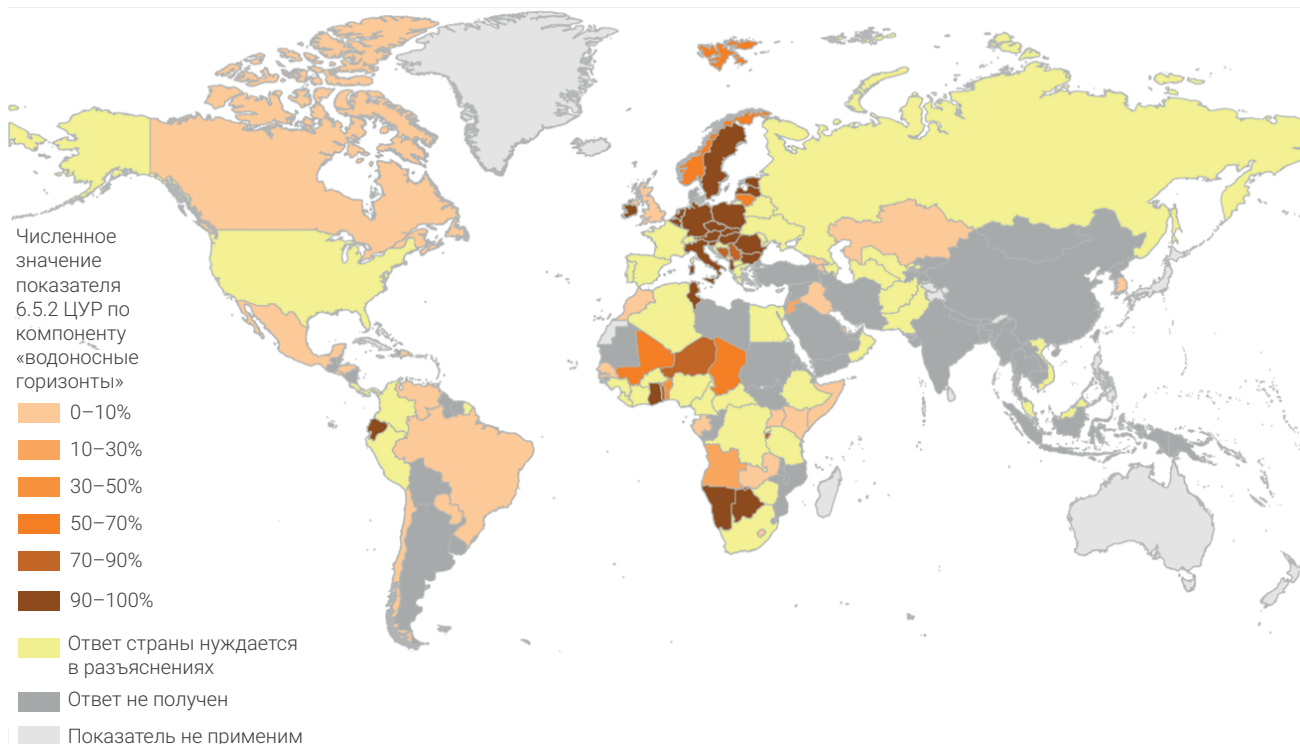 Численное
значение
показателя
6.5.2 ЦУР по
компоненту
«водоносные
горизонты»
0–10%
10–30%
30–50%
50–70%
70–90%
90–100%
Ответ страны нуждается
в разъяснениях
Ответ не получен
Показатель не применим